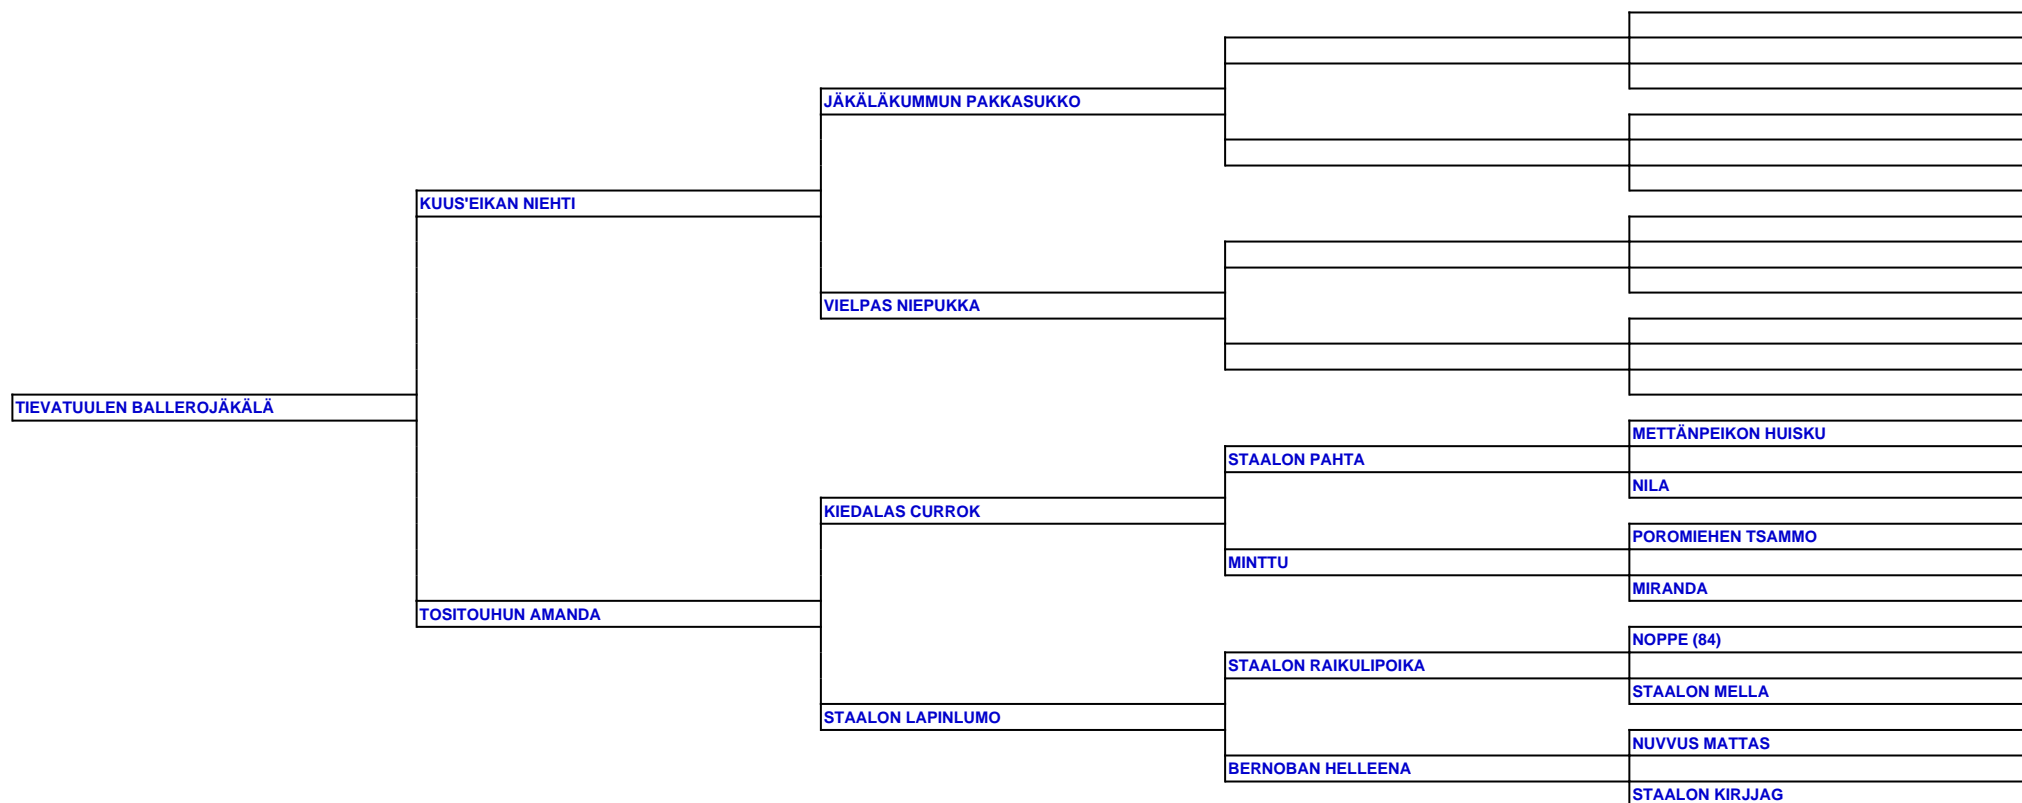 JÄKÄLÄKUMMUN PAKKASUKKO
KUUS'EIKAN NIEHTI
VIELPAS NIEPUKKA
TIEVATUULEN BALLEROJÄKÄLÄ
METTÄNPEIKON HUISKU
STAALON PAHTA
NILA
KIEDALAS CURROK
POROMIEHEN TSAMMO
MINTTU
MIRANDA
TOSITOUHUN AMANDA
NOPPE (84)
STAALON RAIKULIPOIKA
STAALON MELLA
STAALON LAPINLUMO
NUVVUS MATTAS
BERNOBAN HELLEENA
STAALON KIRJJAG